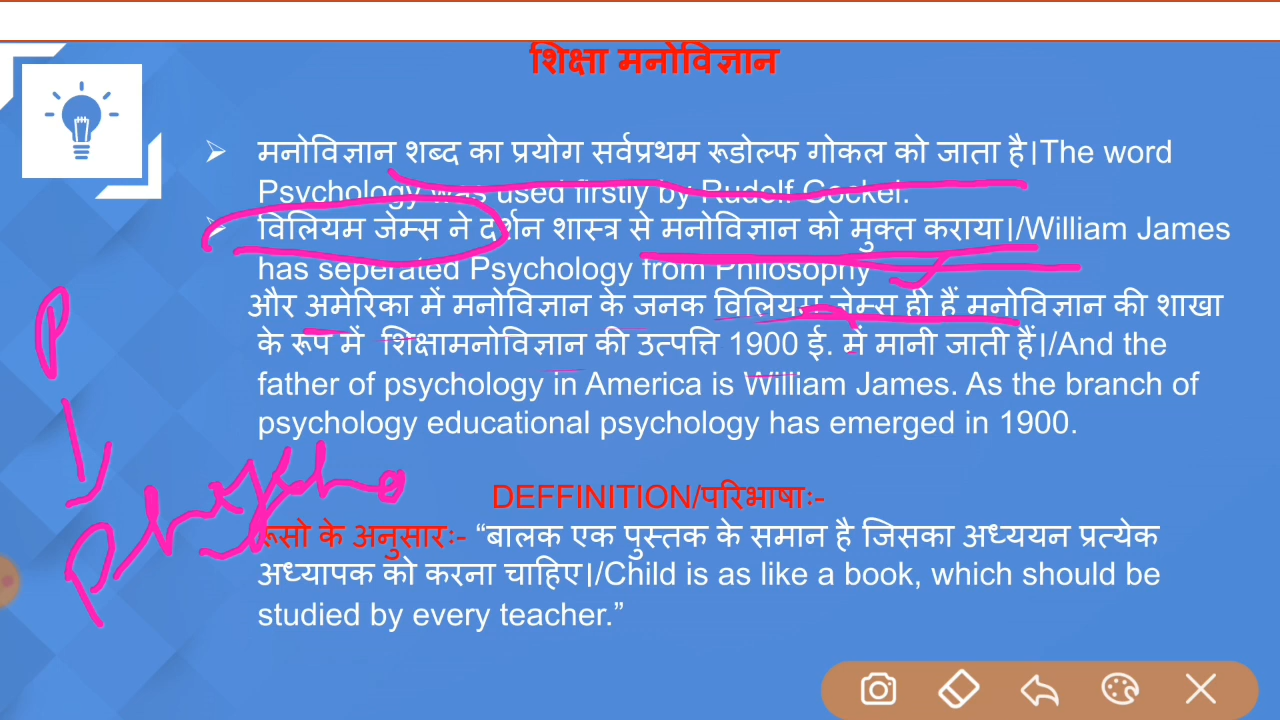 शिक्षा मनोविज्ञान
मनोविज्ञान शब्द का प्रयोग सर्वप्रथम रूडोल्फ गोकल को जाता है।The word
Psychology was used firstly by Rudolf Gockel.
विलियम जेम्स ने दर्शन शास्त्र से मनोविज्ञान को मुक्त कराया।/William James
has seperated Psychology from Philosophy
और अमेरिका में मनोविज्ञान के जनक विलियम जेम्स ही हैं मनोविज्ञान की शाखा
के रूप में शिक्षामनोविज्ञान की उत्पत्ति 1900 ई. में मानी जाती हैं।/And the
father of psychology in America is William James. As the branch of
psychology educational psychology has emerged in 1900.
P
DEFFINITION/परिभाषाः-
रूसो के अनुसारः- “बालक एक पुस्तक के समान है जिसका अध्ययन प्रत्येक
अध्यापक को करना चाहिए।/Child is as like a book, which should be
studied by every teacher.”